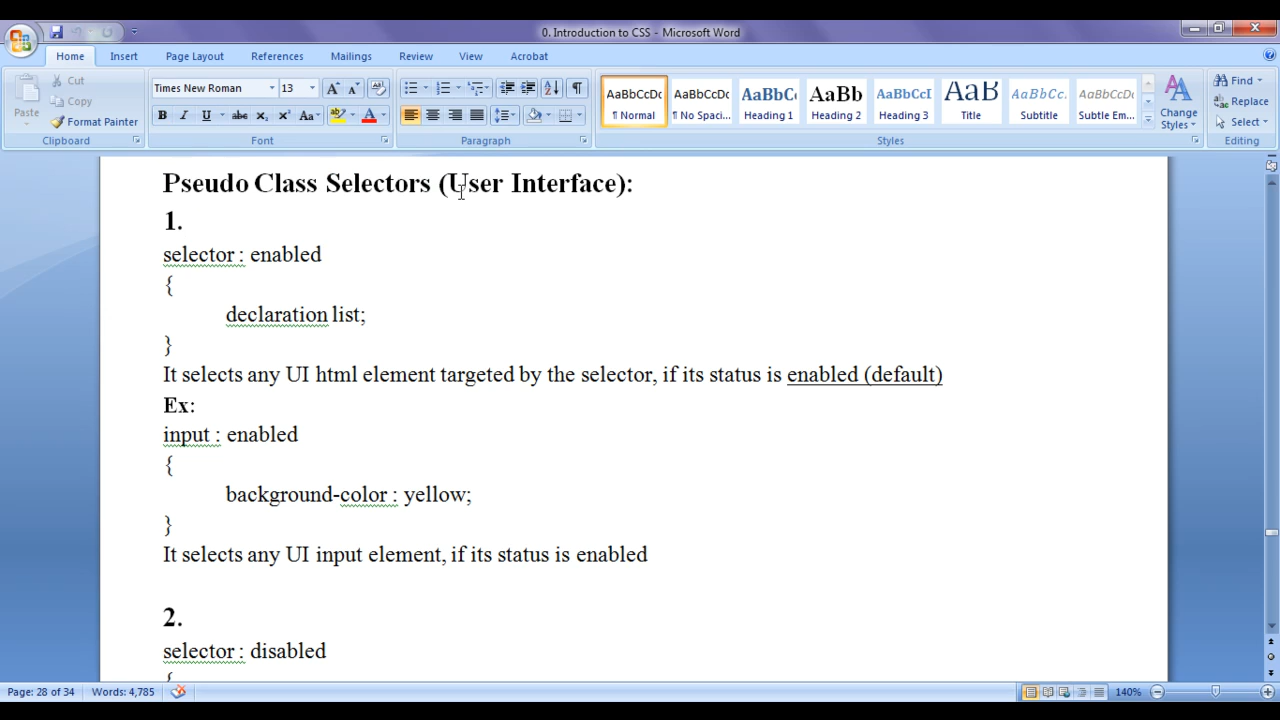 0. Introduction to CSS - Microsoft Word
Home Insert Page Layout References Mailings Review View Acrobat
Paste
Cut
Copy
Format Painter
Clipboard
Times New Roman 13
Font
Paragraph
AaBbCcDc AaBbCcDc AaBbC AaBb AaBbCcI AaB AaBbCcI AaBbCcDc
¶ Normal ¶ No Spaci... Heading 1 Heading 2 Heading 3 Title Subtitle Subtle Em...
Change Styles
Styles
Find
Replace
Select
Editing
Pseudo Class Selectors (User Interface):
1.
selector : enabled
{
declaration list;
}
It selects any UI html element targeted by the selector, if its status is enabled (default)
Ex:
input : enabled
{
background-color : yellow;
}
It selects any UI input element, if its status is enabled
2.
selector : disabled
{
Page: 28 of 34 Words: 4,785 140%